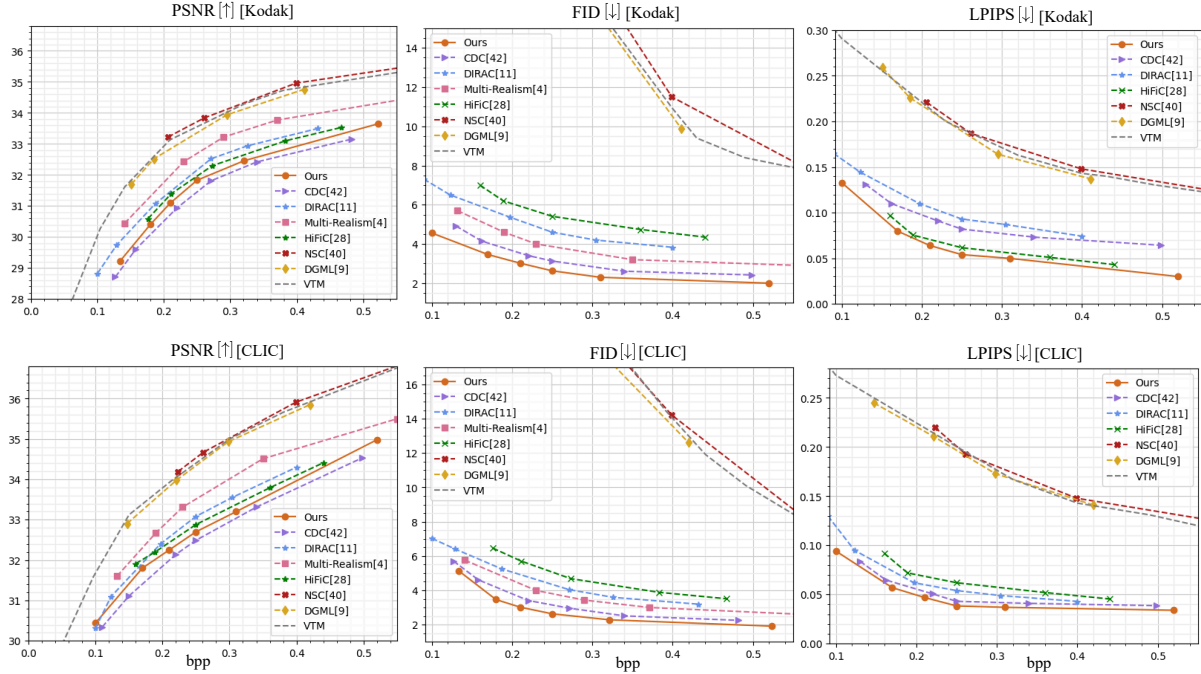 PSNR[↑] [Kodak]
36
35
34
33
32
31
30
29
28
0.0
0.1
0.2
0.3
0.4
0.5
Ours
CDC[42]
DIRAC[11]
Multi-Realism[4]
HiFiC[28]
NSC[40]
DGML[9]
VTM
FID[↓] [Kodak]
14
12
10
8
6
4
2
0.1
0.2
0.3
0.4
0.5
Ours
CDC[42]
DIRAC[11]
Multi-Realism[4]
HiFiC[28]
NSC[40]
DGML[9]
VTM
LPIPS[↓] [Kodak]
0.30
0.25
0.20
0.15
0.10
0.05
0.00
0.1
0.2
0.3
0.4
0.5
Ours
CDC[42]
DIRAC[11]
HiFiC[28]
NSC[40]
DGML[9]
VTM
PSNR[↑] [CLIC]
36
35
34
33
32
31
30
0.0
0.1
0.2
0.3
0.4
0.5
bpp
Ours
CDC[42]
DIRAC[11]
Multi-Realism[4]
HiFiC[28]
NSC[40]
DGML[9]
VTM
FID[↓] [CLIC]
16
14
12
10
8
6
4
2
0.1
0.2
0.3
0.4
0.5
bpp
Ours
CDC[42]
DIRAC[11]
Multi-Realism[4]
HiFiC[28]
NSC[40]
DGML[9]
VTM
LPIPS[↓] [CLIC]
0.25
0.20
0.15
0.10
0.05
0.00
0.1
0.2
0.3
0.4
0.5
bpp
Ours
CDC[42]
DIRAC[11]
HiFiC[28]
NSC[40]
DGML[9]
VTM